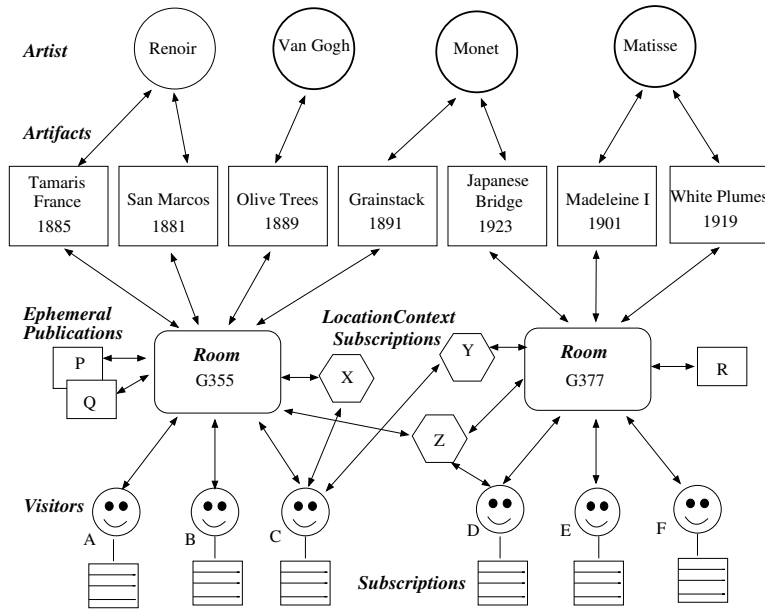 Artist
Renoir
Van Gogh
Monet
Matisse
Artifacts
Tamaris
France
1885
San Marcos
1881
Olive Trees
1889
Grainstack
1891
Japanese
Bridge
1923
Madeleine I
1901
White Plumes
1919
Ephemeral
Publications
P
Q
Room
G355
LocationContext
Subscriptions
X
Y
Z
Room
G377
R
Visitors
A
B
C
D
E
F
Subscriptions